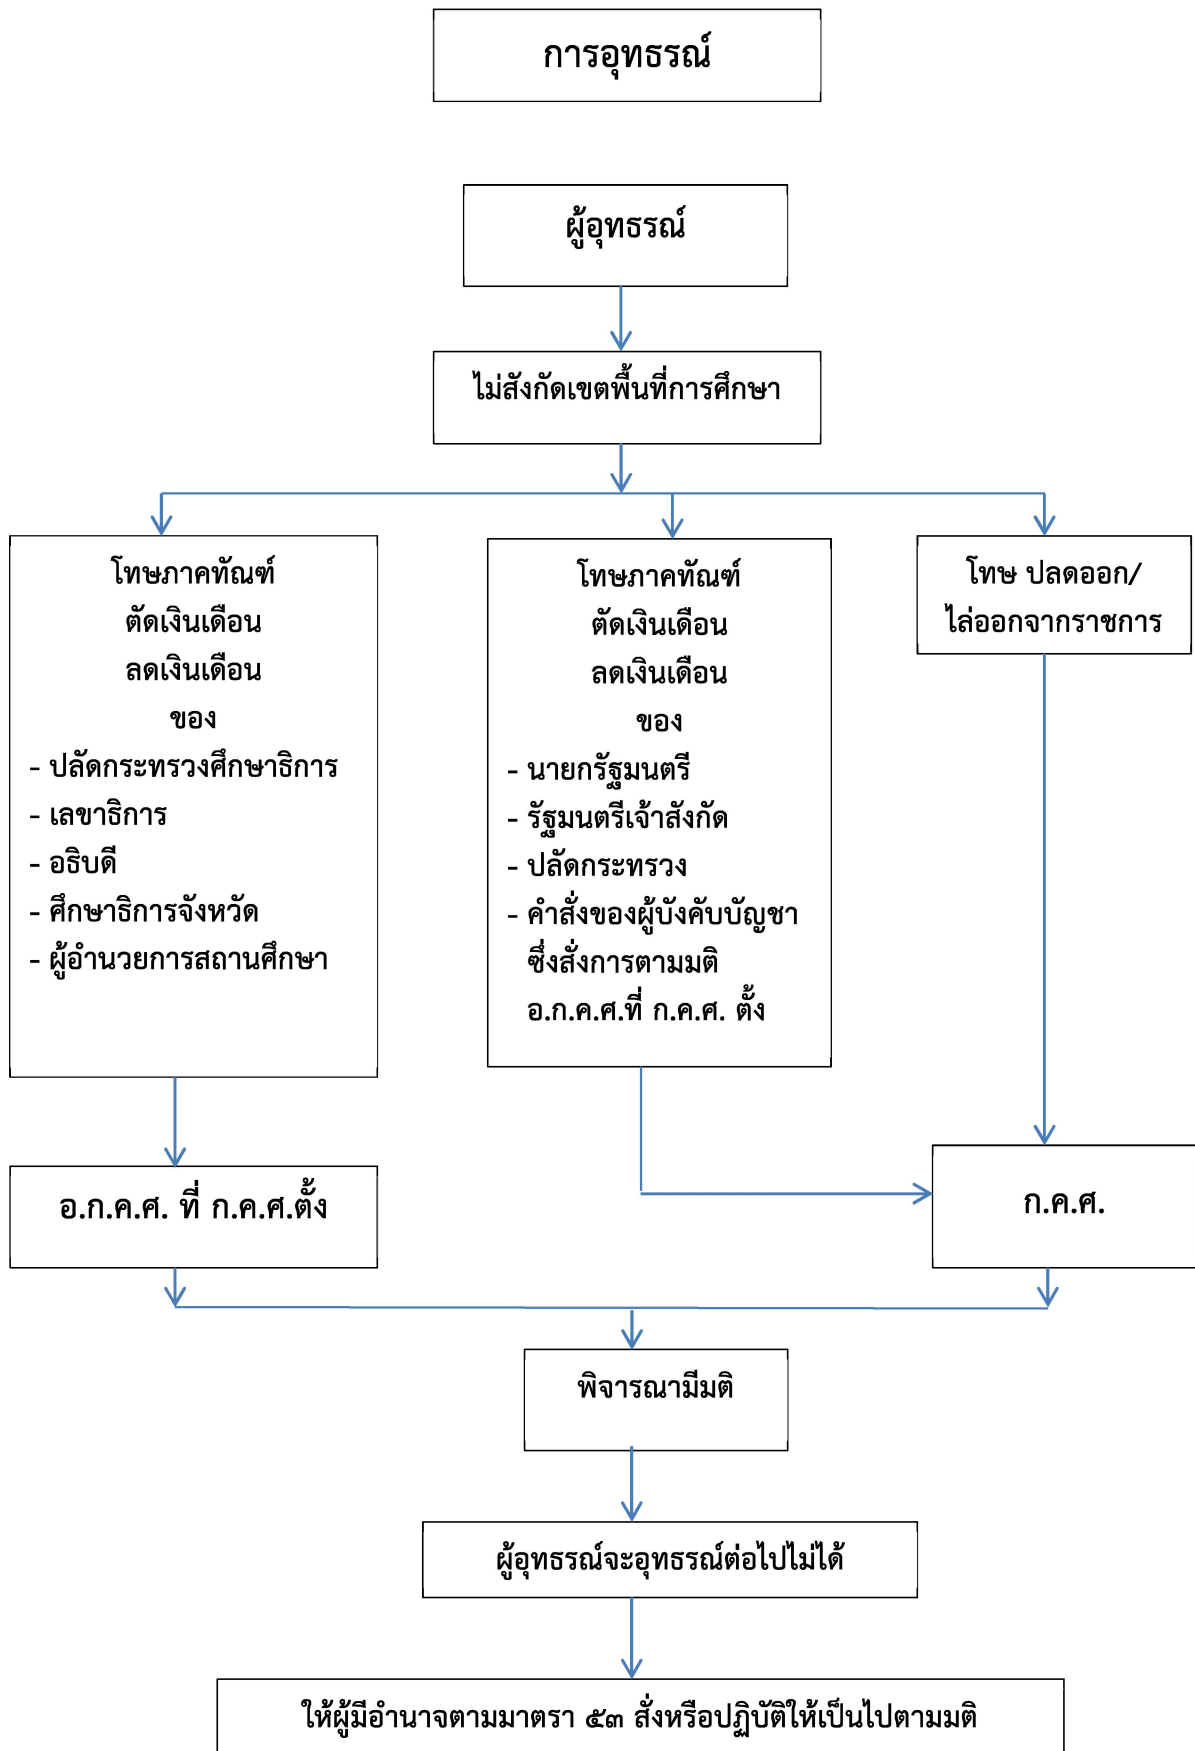 การอุทธรณ์
ผู้อุทธรณ์
ไม่สังกัดเขตพื้นที่การศึกษา
โทษภาคทัณฑ์
ตัดเงินเดือน
ลดเงินเดือน
ของ
- ปลัดกระทรวงศึกษาธิการ
- เลขาธิการ
- อธิบดี
- ศึกษาธิการจังหวัด
- ผู้อำนวยการสถานศึกษา
โทษภาคทัณฑ์
ตัดเงินเดือน
ลดเงินเดือน
ของ
- นายกรัฐมนตรี
- รัฐมนตรีเจ้าสังกัด
- ปลัดกระทรวง
- คำสั่งของผู้บังคับบัญชา
ซึ่งสั่งการตามมติ
อ.ก.ค.ศ.ที่ ก.ค.ศ. ตั้ง
โทษ ปลดออก/
ไล่ออกจากราชการ
อ.ก.ค.ศ. ที่ ก.ค.ศ.ตั้ง
ก.ค.ศ.
พิจารณามีมติ
ผู้อุทธรณ์จะอุทธรณ์ต่อไปไม่ได้
ให้ผู้มีอำนาจตามมาตรา ๕๓ สั่งหรือปฏิบัติให้เป็นไปตามมติ